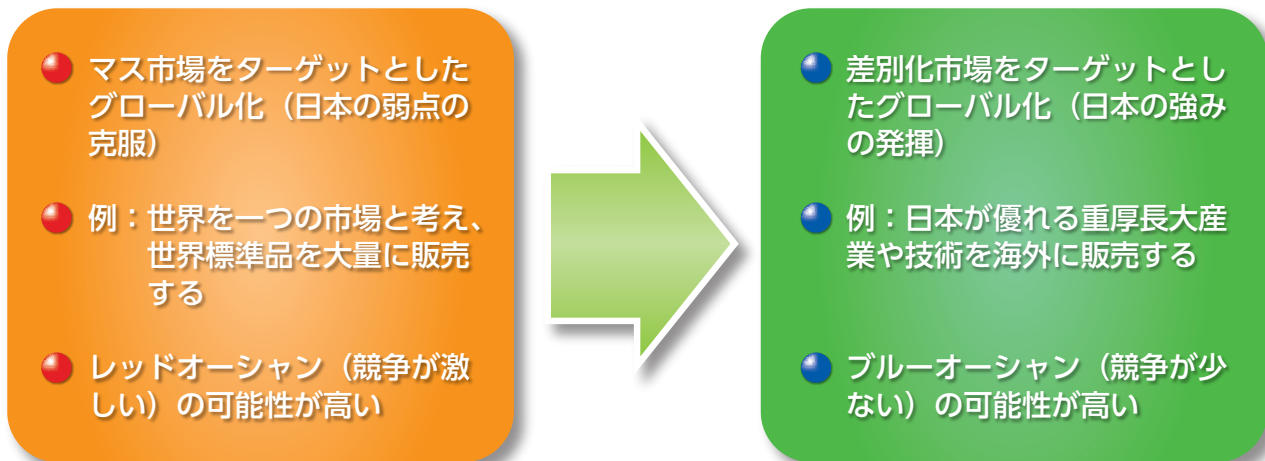 マス市場をターゲットとした
グローバル化（日本の弱点の
克服）
例：世界を一つの市場と考え、
世界標準品を大量に販売
する
レッドオーシャン（競争が激
しい）の可能性が高い
差別化市場をターゲットとし
たグローバル化（日本の強み
の発揮）
例：日本が優れる重厚長大産
業や技術を海外に販売する
ブルーオーシャン（競争が少
ない）の可能性が高い